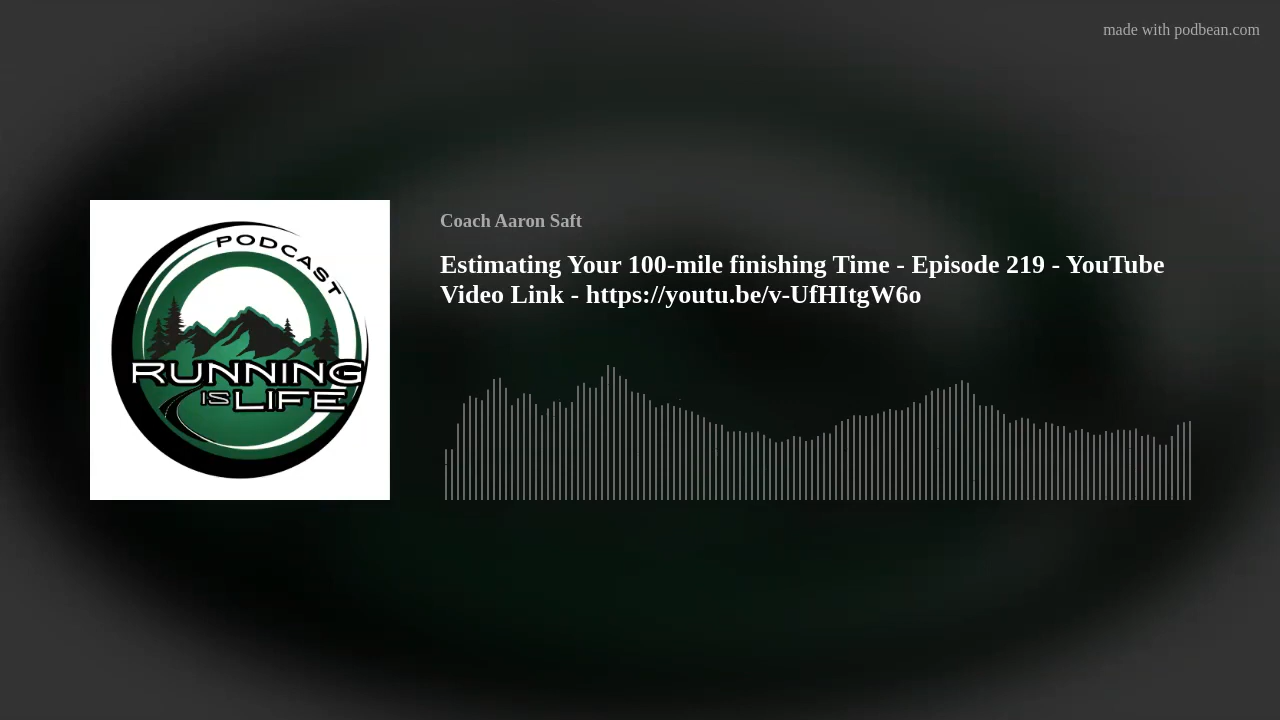 made with podbean.com
PODCAST
RUNNING
IS LIFE
Coach Aaron Saft
Estimating Your 100-mile finishing Time - Episode 219 - YouTube
Video Link - https://youtu.be/v-UfHItgW6o